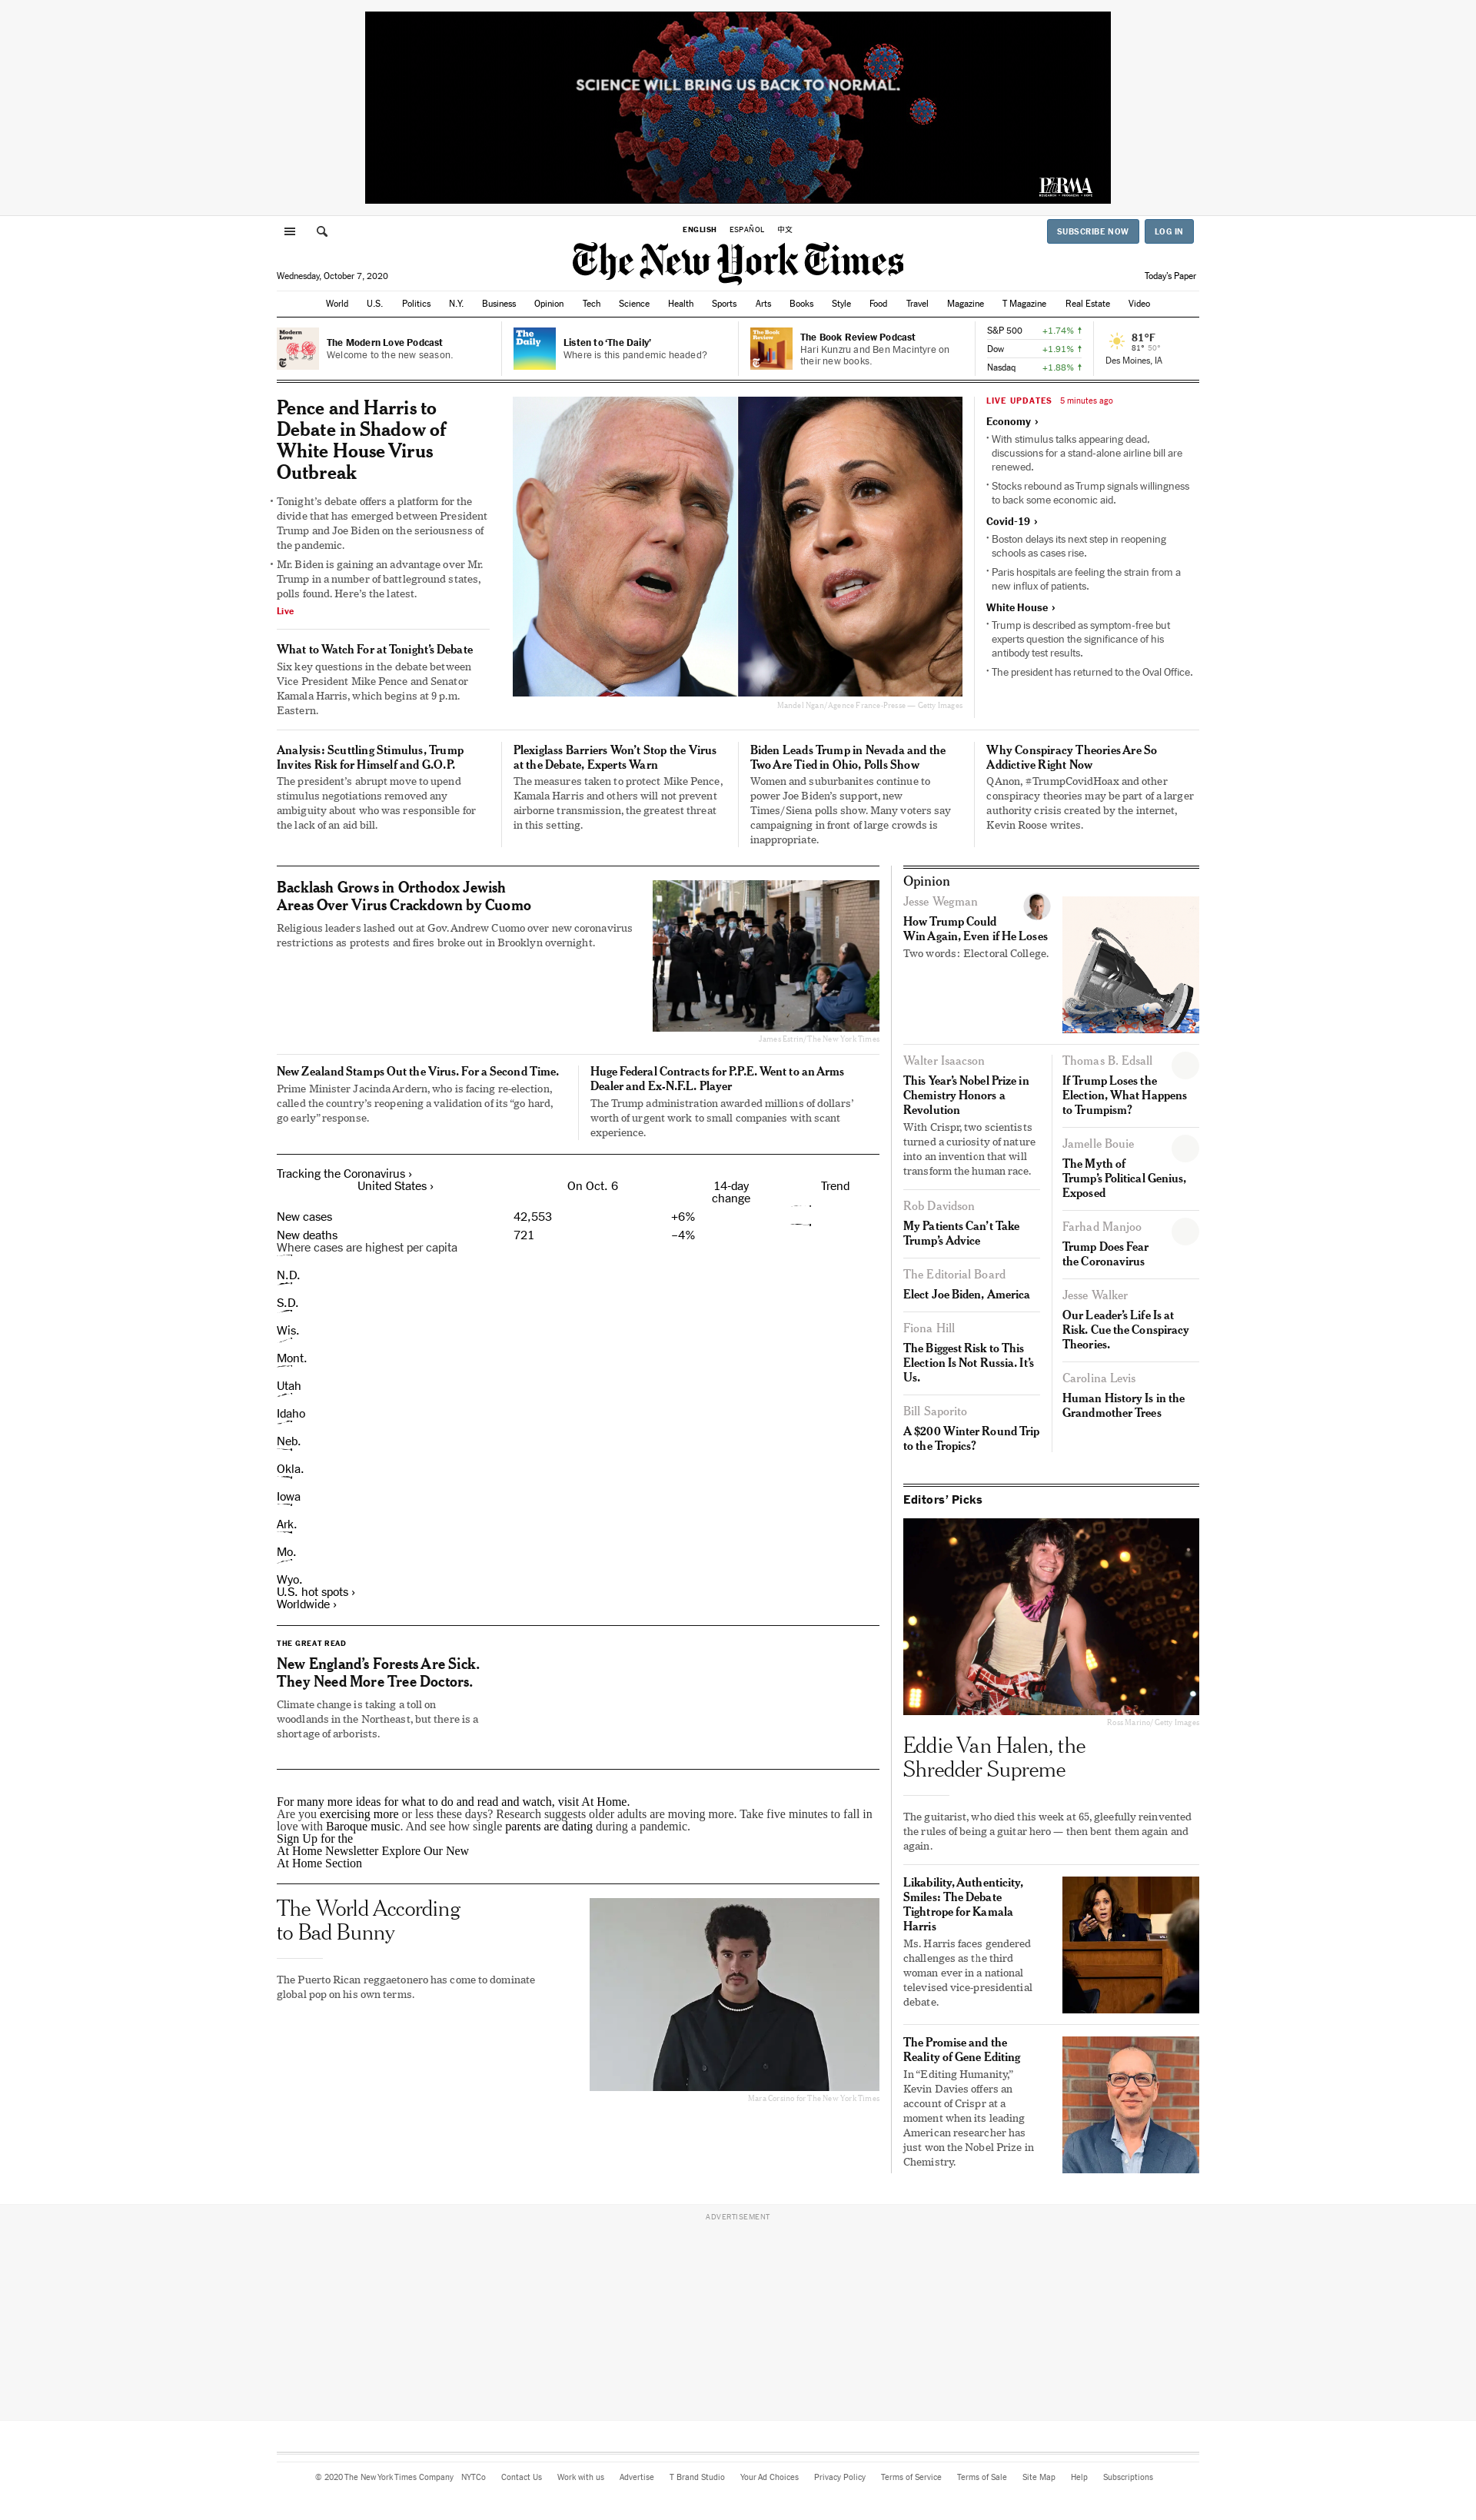 SCIENCE WILL BRING US BACK TO NORMAL.
PhRMA
RESEARCH • PROGRESS • HOPE
ENGLISH ESPAÑOL 中文
SUBSCRIBE NOW LOG IN
The New York Times
Wednesday, October 7, 2020
Today's Paper
World U.S. Politics N.Y. Business Opinion Tech Science Health Sports Arts Books Style Food Travel Magazine T Magazine Real Estate Video
Modern Love
The Modern Love Podcast
Welcome to the new season.
The Daily
Listen to ‘The Daily’
Where is this pandemic headed?
The Book Review
The Book Review Podcast
Hari Kunzru and Ben Macintyre on
their new books.
S&P 500 +1.74% ↑
Dow +1.91% ↑
Nasdaq +1.88% ↑
81°F
81° 50°
Des Moines, IA
Pence and Harris to
Debate in Shadow of
White House Virus
Outbreak
• Tonight’s debate offers a platform for the
divide that has emerged between President
Trump and Joe Biden on the seriousness of
the pandemic.
• Mr. Biden is gaining an advantage over Mr.
Trump in a number of battleground states,
polls found. Here’s the latest.
Live
What to Watch For at Tonight’s Debate
Six key questions in the debate between
Vice President Mike Pence and Senator
Kamala Harris, which begins at 9 p.m.
Eastern.
Mandel Ngan/Agence France-Presse — Getty Images
LIVE UPDATES 5 minutes ago
Economy ›
• With stimulus talks appearing dead,
discussions for a stand-alone airline bill are
renewed.
• Stocks rebound as Trump signals willingness
to back some economic aid.
Covid-19 ›
• Boston delays its next step in reopening
schools as cases rise.
• Paris hospitals are feeling the strain from a
new influx of patients.
White House ›
• Trump is described as symptom-free but
experts question the significance of his
antibody test results.
• The president has returned to the Oval Office.
Analysis: Scuttling Stimulus, Trump
Invites Risk for Himself and G.O.P.
The president’s abrupt move to upend
stimulus negotiations removed any
ambiguity about who was responsible for
the lack of an aid bill.
Plexiglass Barriers Won’t Stop the Virus
at the Debate, Experts Warn
The measures taken to protect Mike Pence,
Kamala Harris and others will not prevent
airborne transmission, the greatest threat
in this setting.
Biden Leads Trump in Nevada and the
Two Are Tied in Ohio, Polls Show
Women and suburbanites continue to
power Joe Biden’s support, new
Times/Siena polls show. Many voters say
campaigning in front of large crowds is
inappropriate.
Why Conspiracy Theories Are So
Addictive Right Now
QAnon, #TrumpCovidHoax and other
conspiracy theories may be part of a larger
authority crisis created by the internet,
Kevin Roose writes.
Backlash Grows in Orthodox Jewish
Areas Over Virus Crackdown by Cuomo
Religious leaders lashed out at Gov. Andrew Cuomo over new coronavirus
restrictions as protests and fires broke out in Brooklyn overnight.
James Estrin/The New York Times
New Zealand Stamps Out the Virus. For a Second Time.
Prime Minister Jacinda Ardern, who is facing re-election,
called the country’s reopening a validation of its “go hard,
go early” response.
Huge Federal Contracts for P.P.E. Went to an Arms
Dealer and Ex-N.F.L. Player
The Trump administration awarded millions of dollars’
worth of urgent work to small companies with scant
experience.
Tracking the Coronavirus ›
United States › On Oct. 6 14-day
change Trend
New cases 42,553 +6%
New deaths 721 –4%
Where cases are highest per capita
N.D.
S.D.
Wis.
Mont.
Utah
Idaho
Neb.
Okla.
Iowa
Ark.
Mo.
Wyo.
U.S. hot spots ›
Worldwide ›
THE GREAT READ
New England’s Forests Are Sick.
They Need More Tree Doctors.
Climate change is taking a toll on
woodlands in the Northeast, but there is a
shortage of arborists.
For many more ideas for what to do and read and watch, visit At Home.
Are you exercising more or less these days? Research suggests older adults are moving more. Take five minutes to fall in
love with Baroque music. And see how single parents are dating during a pandemic.
Sign Up for the
At Home Newsletter Explore Our New
At Home Section
The World According
to Bad Bunny
The Puerto Rican reggaetonero has come to dominate
global pop on his own terms.
Mara Corsino for The New York Times
Opinion
Jesse Wegman
How Trump Could
Win Again, Even if He Loses
Two words: Electoral College.
Walter Isaacson
This Year’s Nobel Prize in
Chemistry Honors a
Revolution
With Crispr, two scientists
turned a curiosity of nature
into an invention that will
transform the human race.
Rob Davidson
My Patients Can’t Take
Trump’s Advice
The Editorial Board
Elect Joe Biden, America
Fiona Hill
The Biggest Risk to This
Election Is Not Russia. It’s
Us.
Bill Saporito
A $200 Winter Round Trip
to the Tropics?
Thomas B. Edsall
If Trump Loses the
Election, What Happens
to Trumpism?
Jamelle Bouie
The Myth of
Trump’s Political Genius,
Exposed
Farhad Manjoo
Trump Does Fear
the Coronavirus
Jesse Walker
Our Leader’s Life Is at
Risk. Cue the Conspiracy
Theories.
Carolina Levis
Human History Is in the
Grandmother Trees
Editors’ Picks
Ross Marino/Getty Images
Eddie Van Halen, the
Shredder Supreme
The guitarist, who died this week at 65, gleefully reinvented
the rules of being a guitar hero — then bent them again and
again.
Likability, Authenticity,
Smiles: The Debate
Tightrope for Kamala
Harris
Ms. Harris faces gendered
challenges as the third
woman ever in a national
televised vice-presidential
debate.
The Promise and the
Reality of Gene Editing
In “Editing Humanity,”
Kevin Davies offers an
account of Crispr at a
moment when its leading
American researcher has
just won the Nobel Prize in
Chemistry.
ADVERTISEMENT
© 2020 The New York Times Company NYTCo Contact Us Work with us Advertise T Brand Studio Your Ad Choices Privacy Policy Terms of Service Terms of Sale Site Map Help Subscriptions